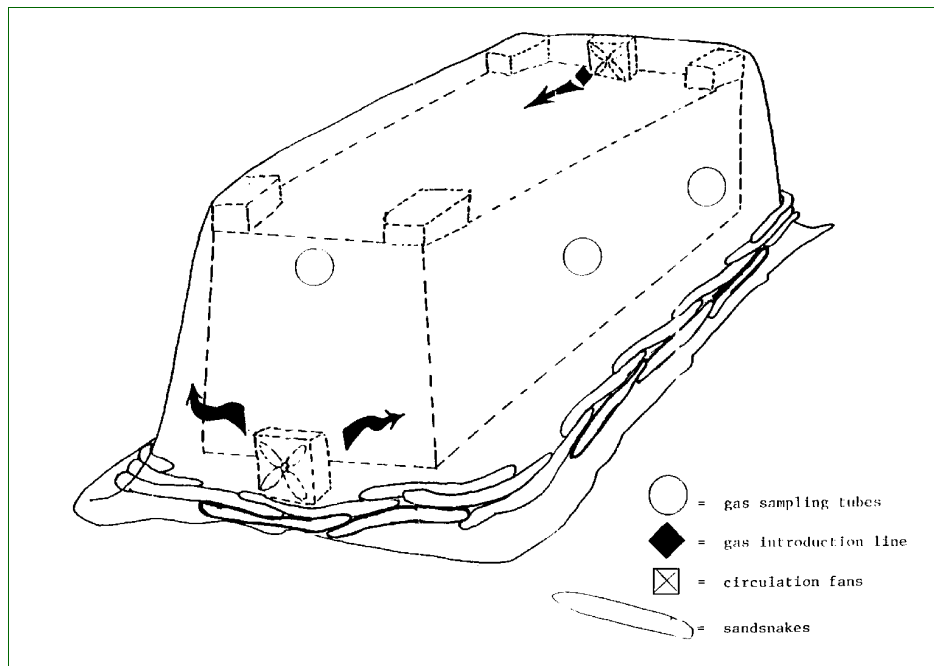 = gas sampling tubes
= gas introduction line
= circulation fans
= sandsnakes